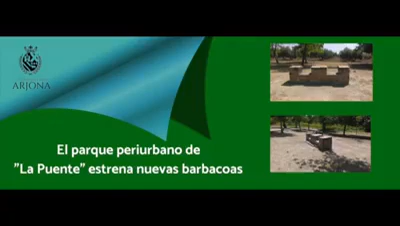 ARJONA
El parque periurbano de
"La Puente" estrena nuevas barbacoas